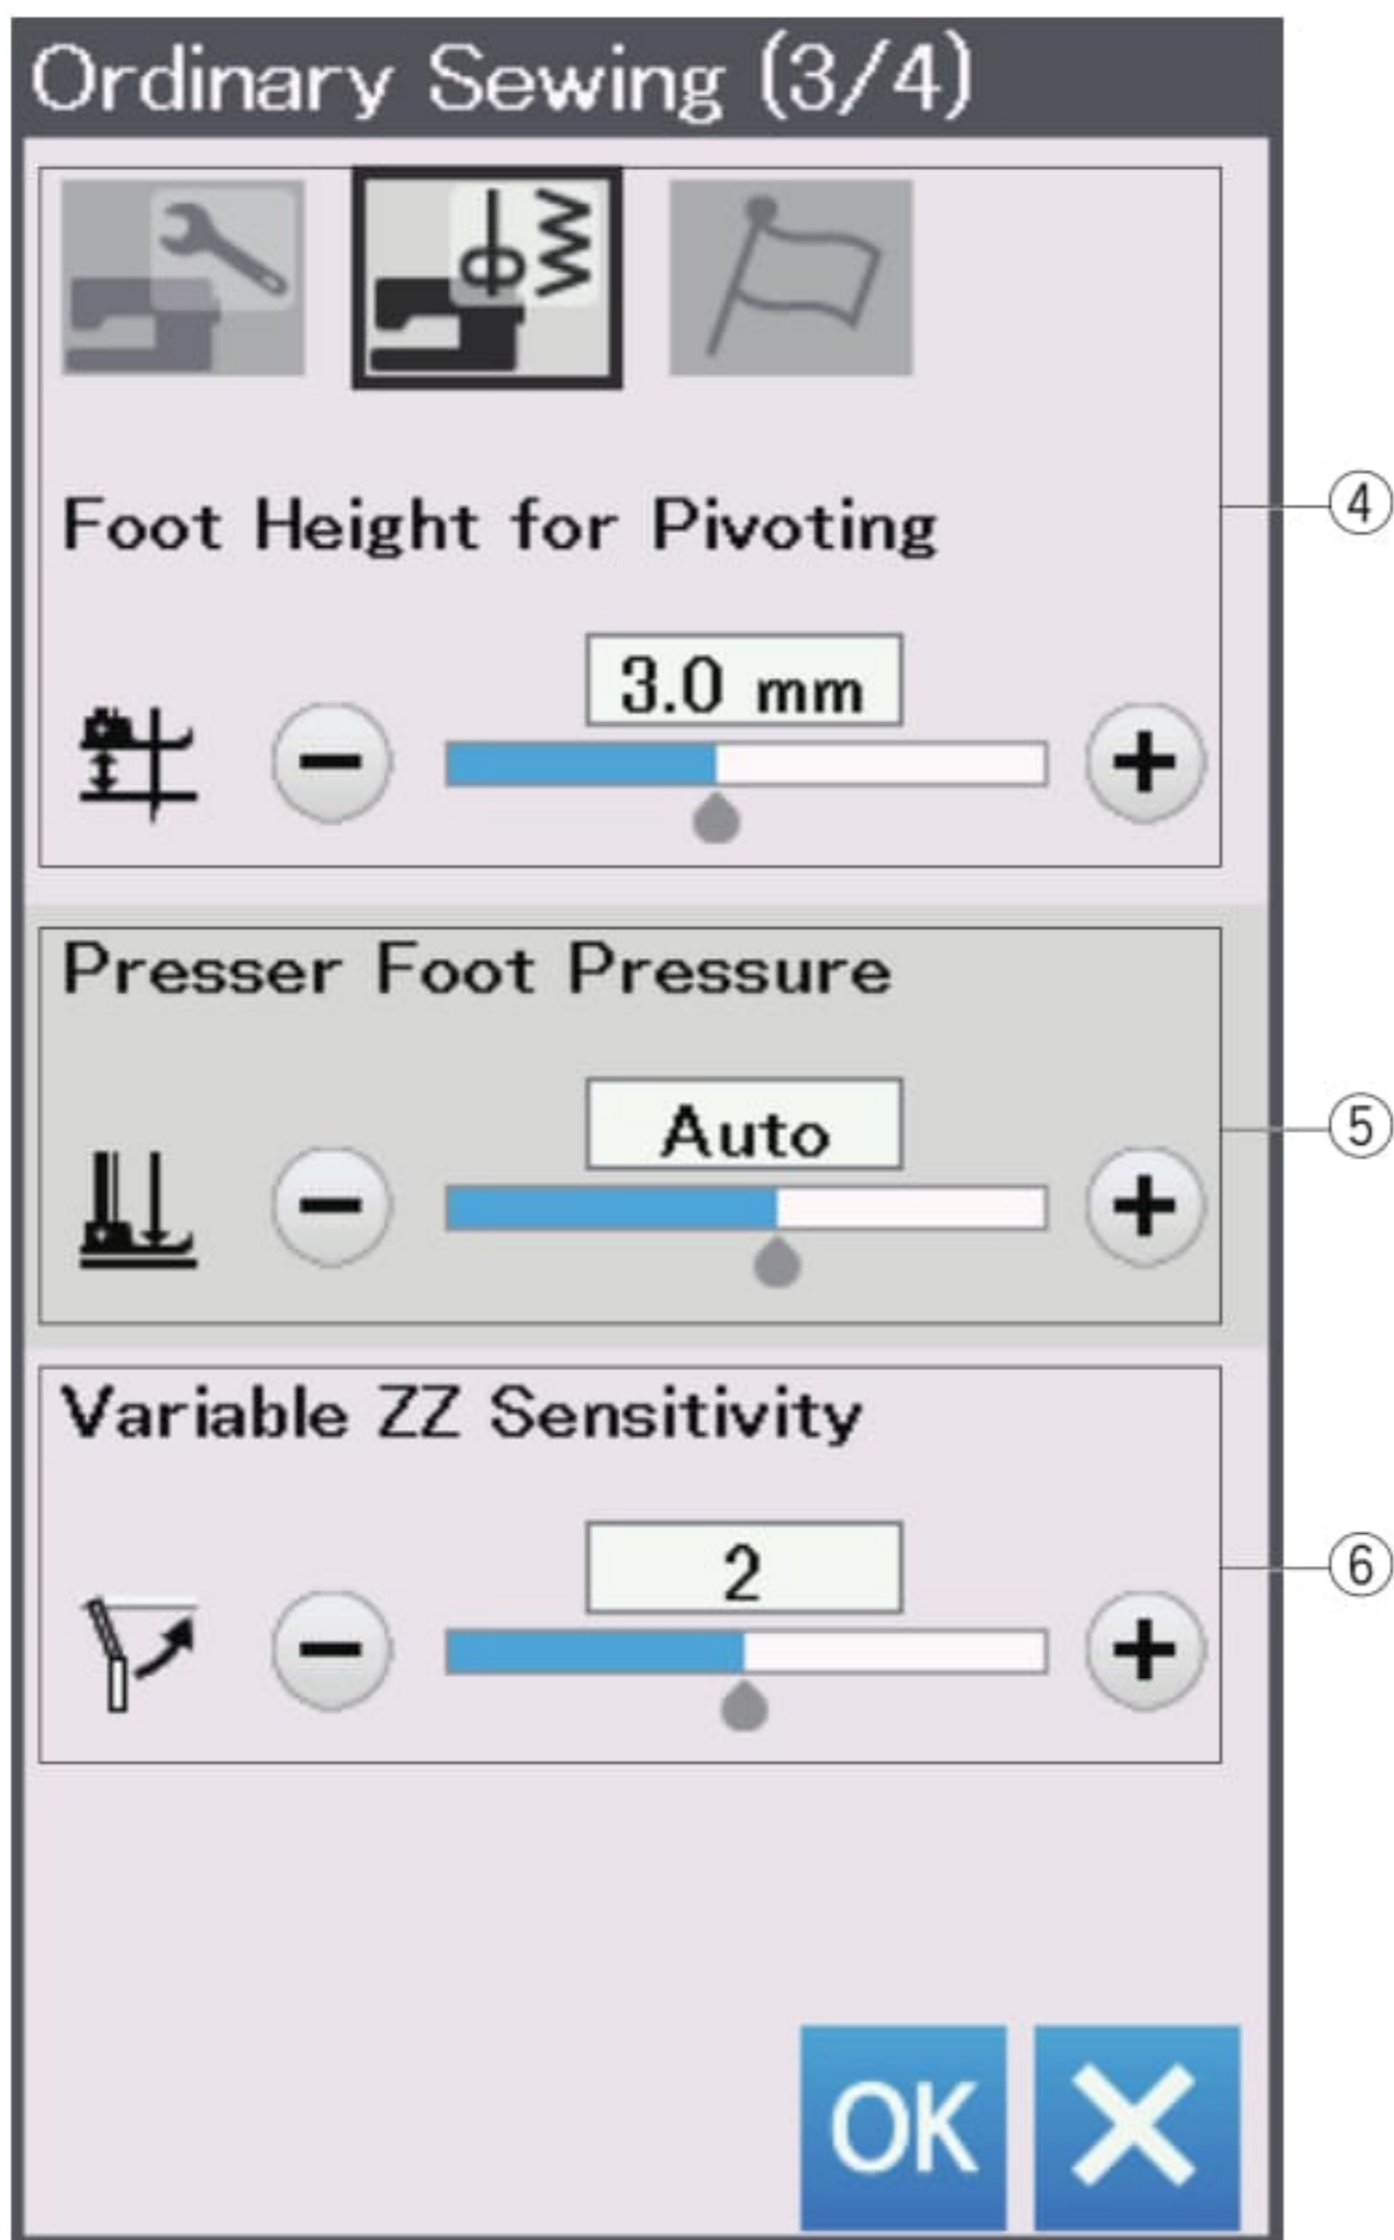 Ordinary Sewing (3/4)
Foot Height for Pivoting
④
3.0 mm
− +
Presser Foot Pressure
Auto
⑤
− +
Variable ZZ Sensitivity
2
⑥
− +
OK ×